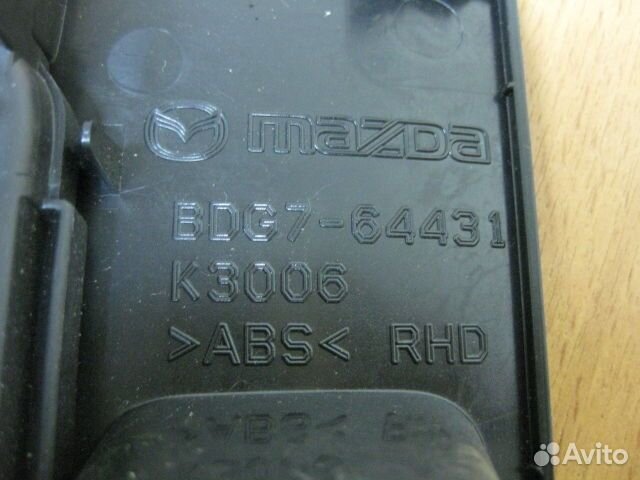 mazda
BDG7-64431
K3006
>ABS< RHD
Avito